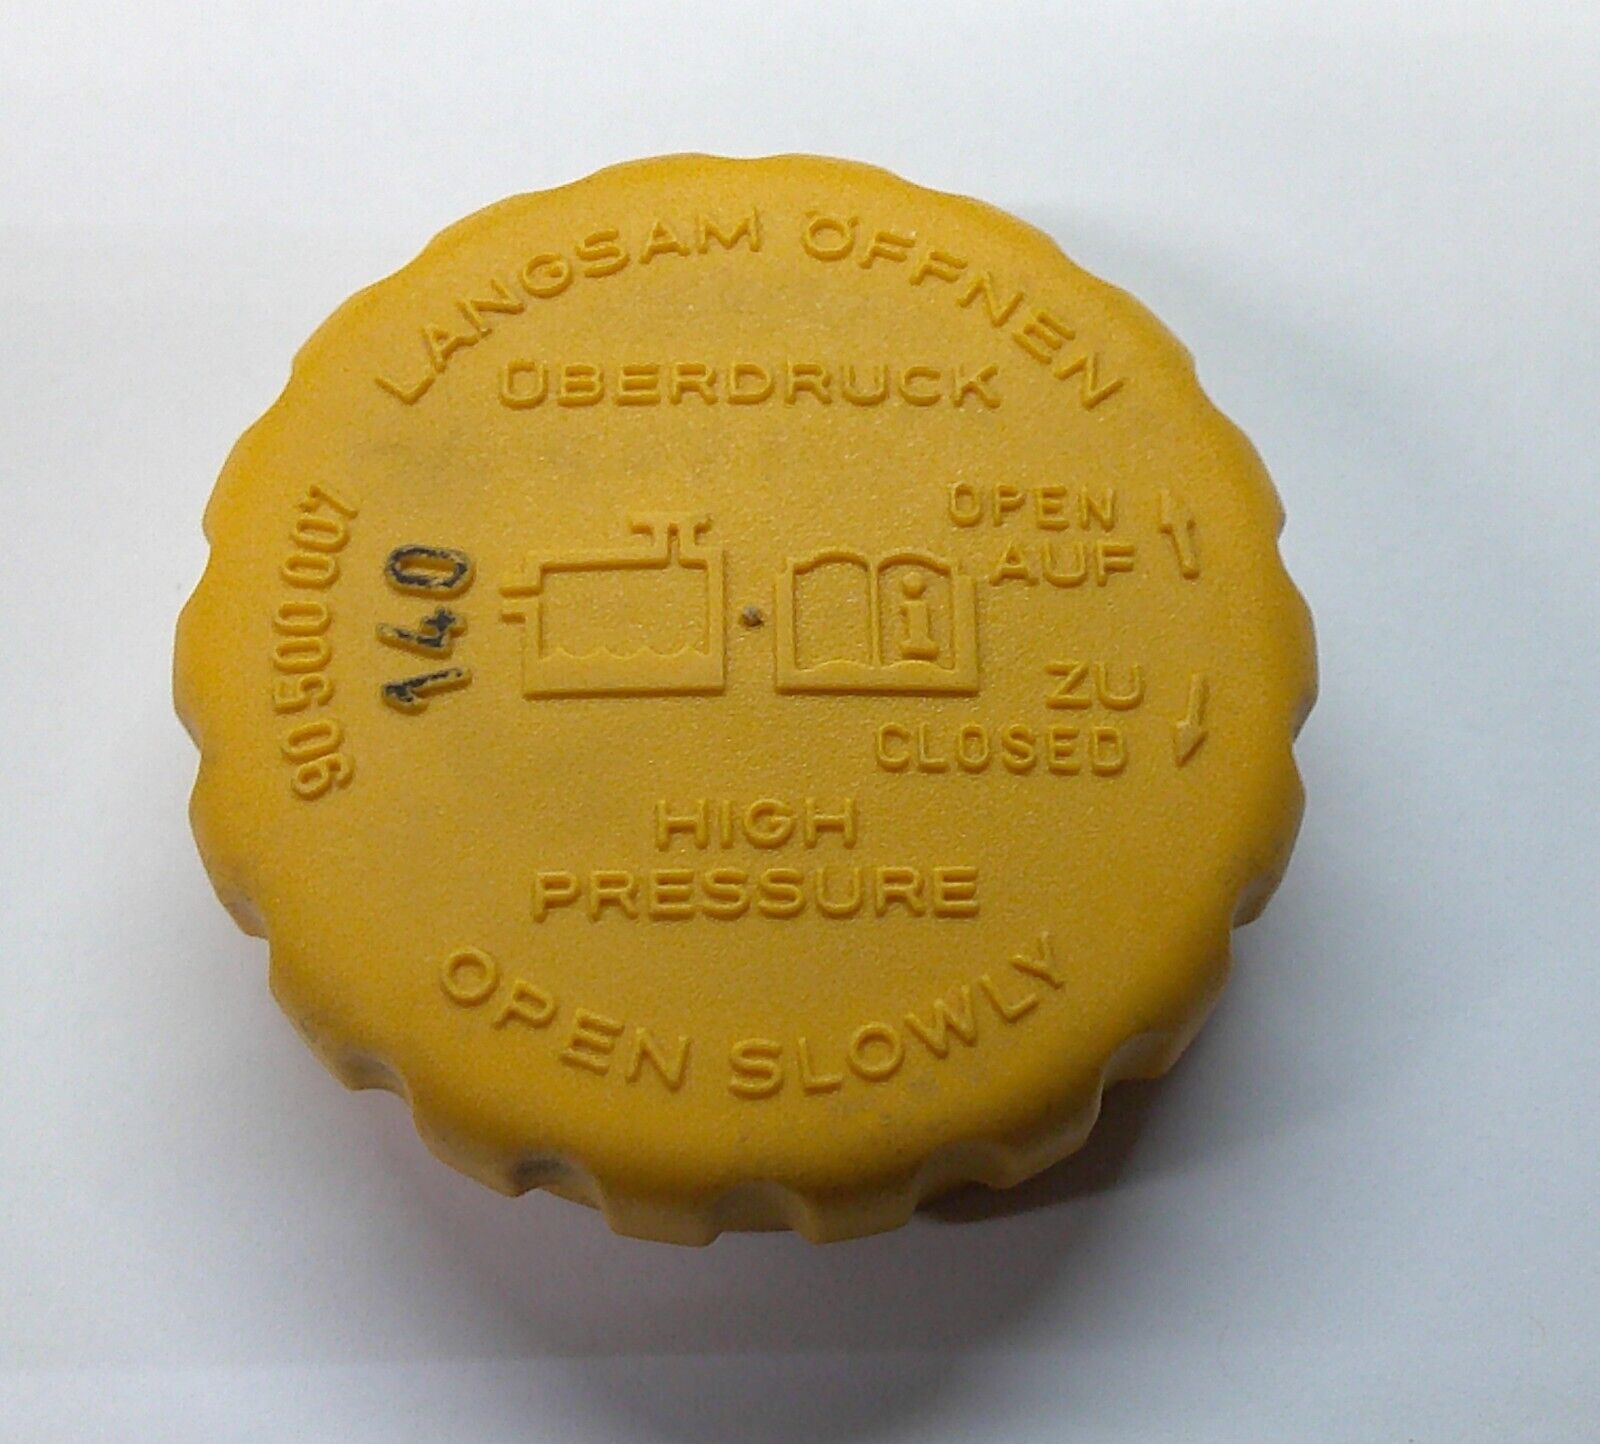 LANGSAM ÖFFNEN
ÜBERDRUCK
OPEN
AUF
90 500 007
140
i
ZU
CLOSED
HIGH
PRESSURE
OPEN SLOWLY